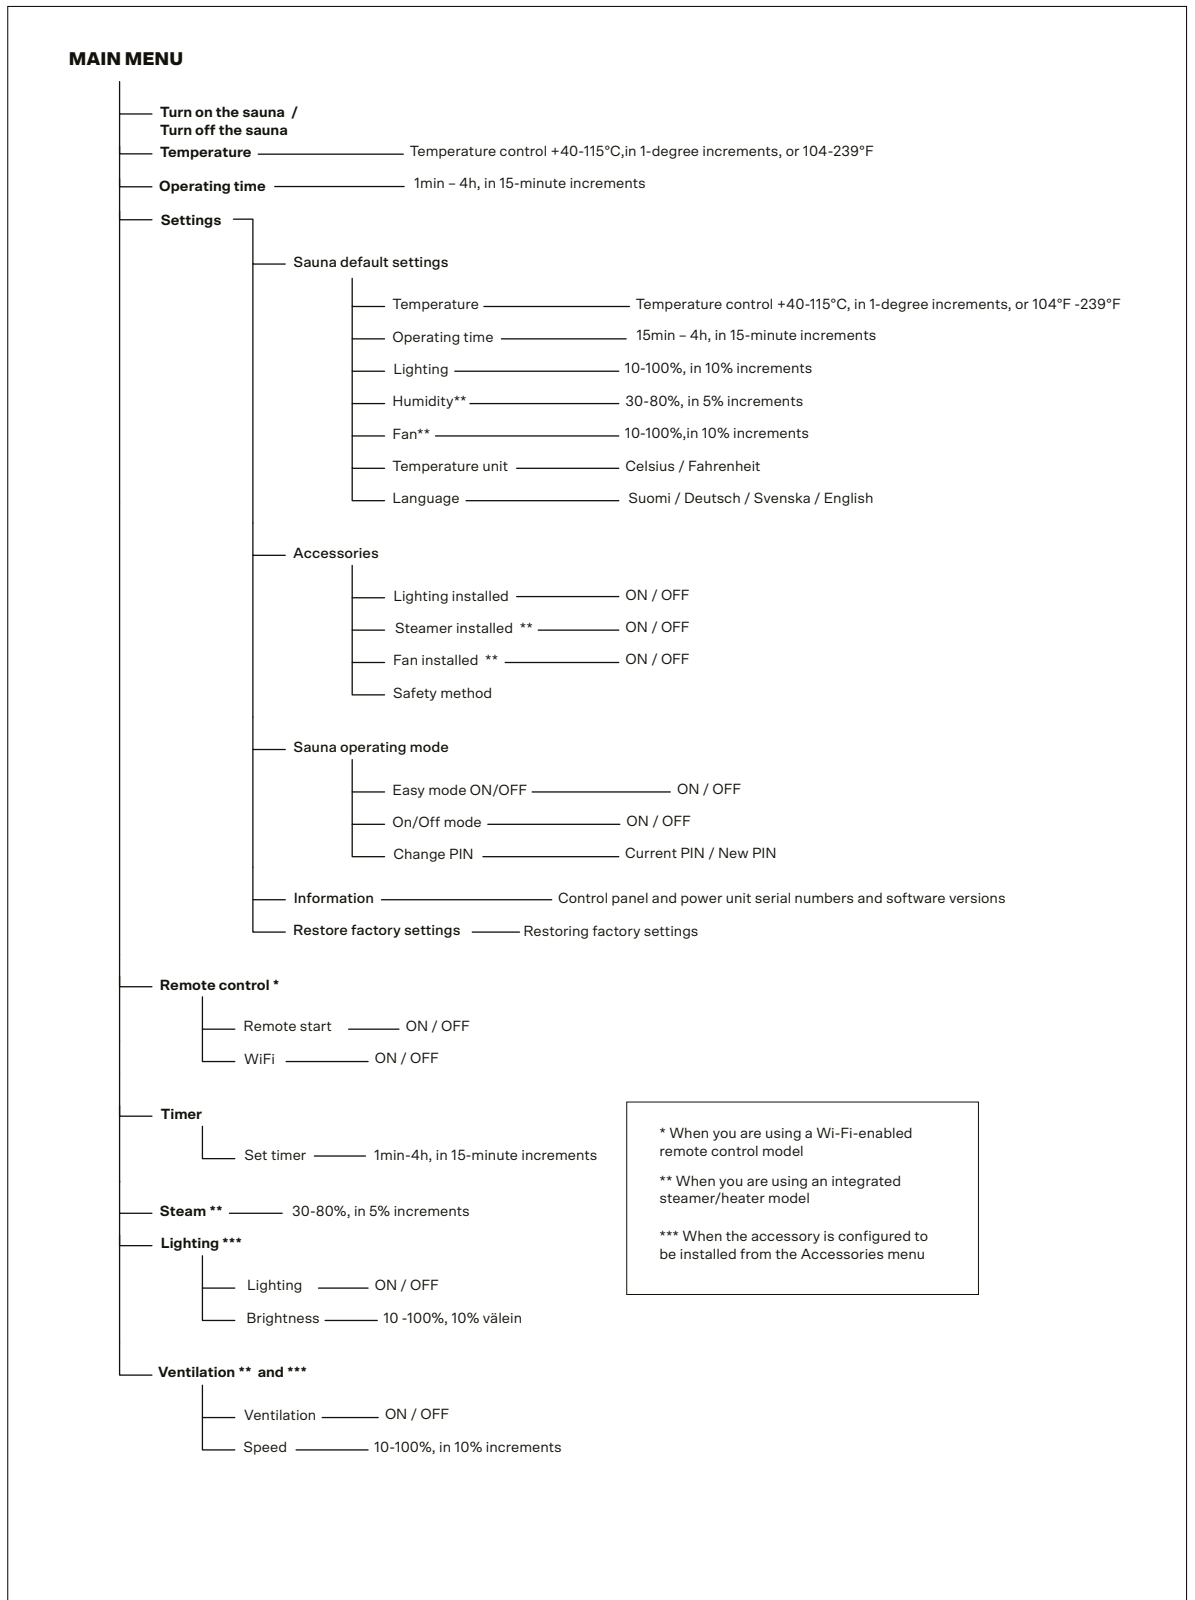 MAIN MENU
Turn on the sauna /
Turn off the sauna
Temperature Temperature control +40-115°C,in 1-degree increments, or 104-239°F
Operating time 1min – 4h, in 15-minute increments
Settings
Sauna default settings
Temperature Temperature control +40-115°C, in 1-degree increments, or 104°F -239°F
Operating time 15min – 4h, in 15-minute increments
Lighting 10-100%, in 10% increments
Humidity** 30-80%, in 5% increments
Fan** 10-100%,in 10% increments
Temperature unit Celsius / Fahrenheit
Language Suomi / Deutsch / Svenska / English
Accessories
Lighting installed ON / OFF
Steamer installed ** ON / OFF
Fan installed ** ON / OFF
Safety method
Sauna operating mode
Easy mode ON/OFF ON / OFF
On/Off mode ON / OFF
Change PIN Current PIN / New PIN
Information Control panel and power unit serial numbers and software versions
Restore factory settings Restoring factory settings
Remote control *
Remote start ON / OFF
WiFi ON / OFF
Timer
Set timer 1min-4h, in 15-minute increments
Steam ** 30-80%, in 5% increments
Lighting ***
Lighting ON / OFF
Brightness 10 -100%, 10% välein
Ventilation ** and ***
Ventilation ON / OFF
Speed 10-100%, in 10% increments
* When you are using a Wi-Fi-enabled
remote control model
** When you are using an integrated
steamer/heater model
*** When the accessory is configured to
be installed from the Accessories menu